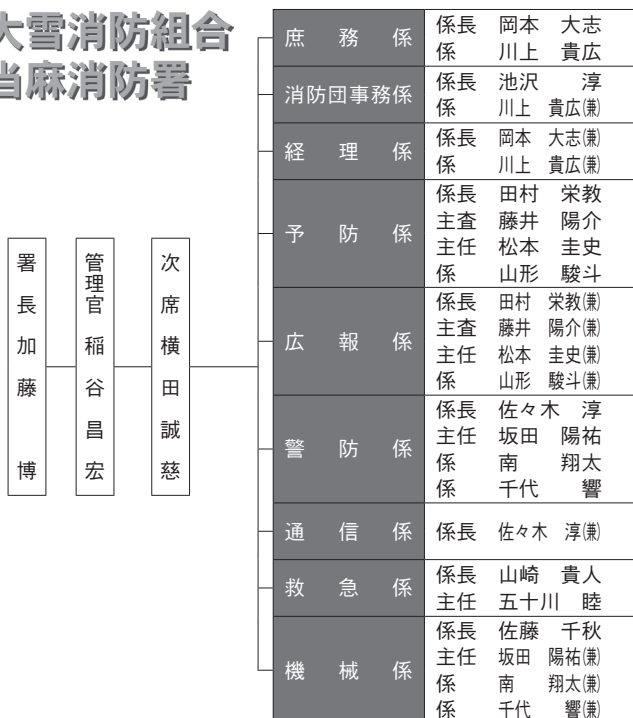 大雪消防組合
当麻消防署
署長 加藤 博
管理官 稲谷昌宏
次席 横田誠慈
庶務係
係長 岡本 大志
係 川上 貴広
消防団事務係
係長 池沢 淳
係 川上 貴広㈱
経理係
係長 岡本 大志(兼)
係 川上 貴広(兼)
予防係
係長 田村 栄教
主査 藤井 陽介
主任 松本 圭史
係 山形 駿斗
広報係
係長 田村 栄教(兼)
主査 藤井 陽介(兼)
主任 松本 圭史(兼)
係 山形 駿斗(兼)
警防係
係長 佐々木 淳
主任 坂田 陽祐
係 南 翔太
係 千代 響
通信係
係長 佐々木 淳(兼)
救急係
係長 山崎 貴人
主任 五十川 睦
機械係
係長 佐藤 千秋
主任 坂田 陽祐(兼)
係 南 翔太(兼)
係 千代 響(兼)